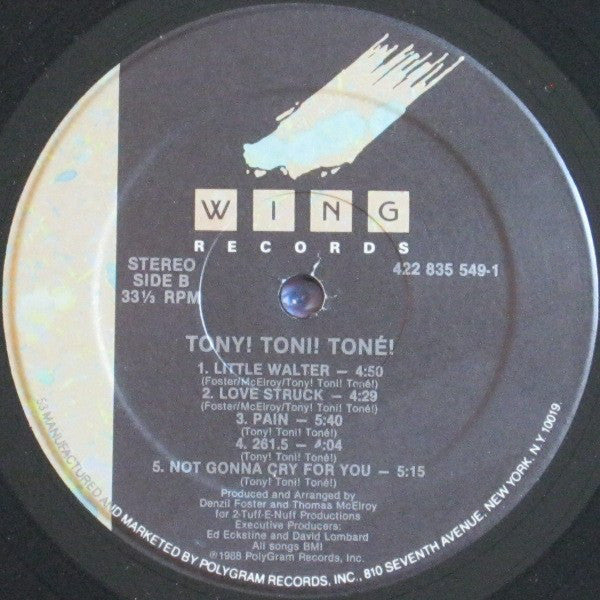 WING
RECORDS
STEREO
SIDE B
33⅓ RPM
422 835 549-1
TONY! TONI! TONÉ!
1. LITTLE WALTER — 4:50
(Foster/McElroy/Tony! Toni! Toné!)
2. LOVE STRUCK — 4:29
(Foster/McElroy/Tony! Toni! Toné!)
3. PAIN — 5:40
(Tony! Toni! Toné!)
4. 261.5 — 4:04
(Tony! Toni! Toné!)
5. NOT GONNA CRY FOR YOU — 5:15
(Tony! Toni! Toné!)
Produced and Arranged by
Denzil Foster and Thomas McElroy
for 2-Tuff-E-Nuff Productions
Executive Producers:
Ed Eckstine and David Lombard
All songs BMI
℗1988 PolyGram Records, Inc.
53 MANUFACTURED AND MARKETED BY POLYGRAM RECORDS, INC., 810 SEVENTH AVENUE, NEW YORK, N.Y. 10019.